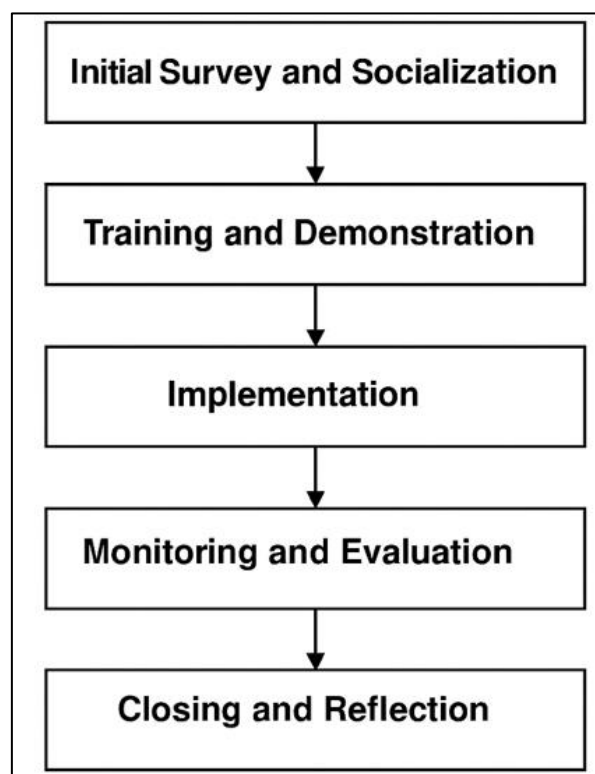 Initial Survey and Socialization
Training and Demonstration
Implementation
Monitoring and Evaluation
Closing and Reflection